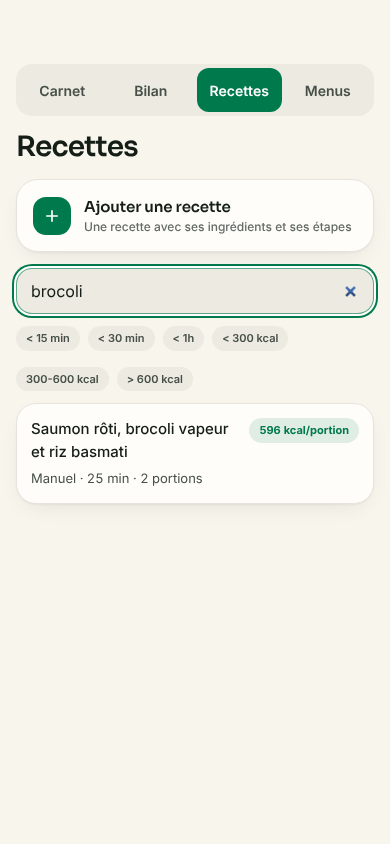 Carnet
Bilan
Recettes
Menus
Recettes
Ajouter une recette
Une recette avec ses ingrédients et ses étapes
brocoli
< 15 min
< 30 min
< 1h
< 300 kcal
300-600 kcal
> 600 kcal
Saumon rôti, brocoli vapeur
et riz basmati
596 kcal/portion
Manuel · 25 min · 2 portions